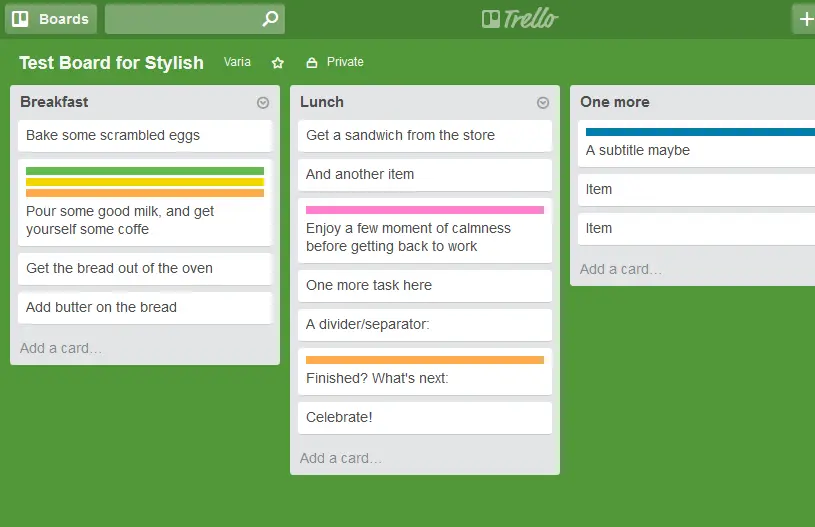 Boards
Trello
Test Board for Stylish Varia Private
Breakfast
Bake some scrambled eggs
Pour some good milk, and get
yourself some coffe
Get the bread out of the oven
Add butter on the bread
Add a card…
Lunch
Get a sandwich from the store
And another item
Enjoy a few moment of calmness
before getting back to work
One more task here
A divider/separator:
Finished? What's next:
Celebrate!
Add a card…
One more
A subtitle maybe
Item
Item
Add a card…